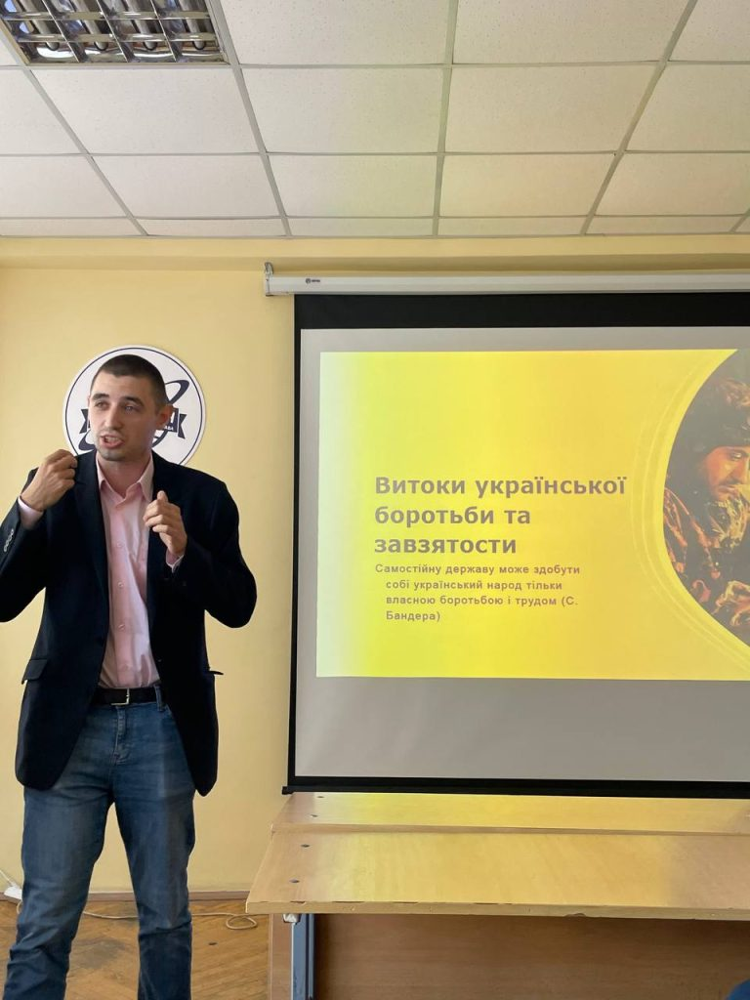 Витоки української
боротьби та
завзятости
Самостійну державу може здобути
собі український народ тільки
власною боротьбою і трудом (С.
Бандера)